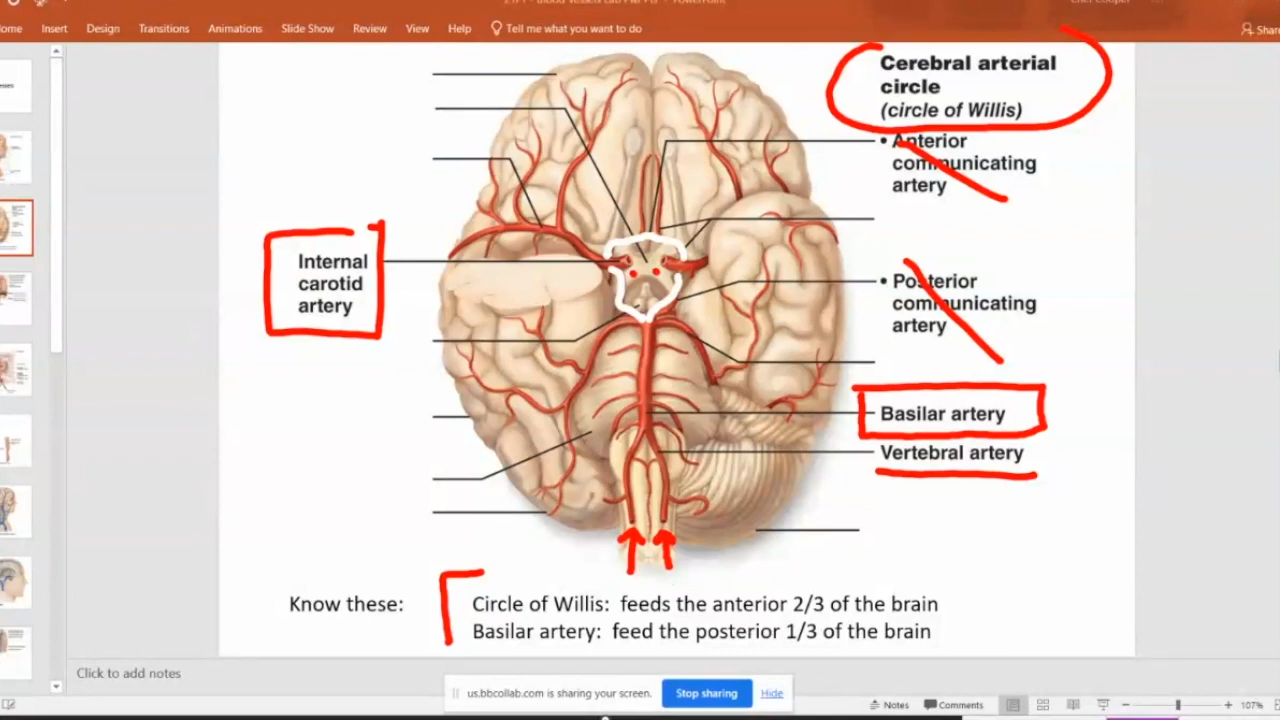 Insert Design Transitions Animations Slide Show Review View Help Tell me what you want to do
Cerebral arterial
circle
(circle of Willis)
• Anterior
communicating
artery
Internal
carotid
artery
• Posterior
communicating
artery
Basilar artery
Vertebral artery
Know these:
Circle of Willis: feeds the anterior 2/3 of the brain
Basilar artery: feed the posterior 1/3 of the brain
Click to add notes
us.bbcollab.com is sharing your screen. Stop sharing Hide
Notes Comments 107%